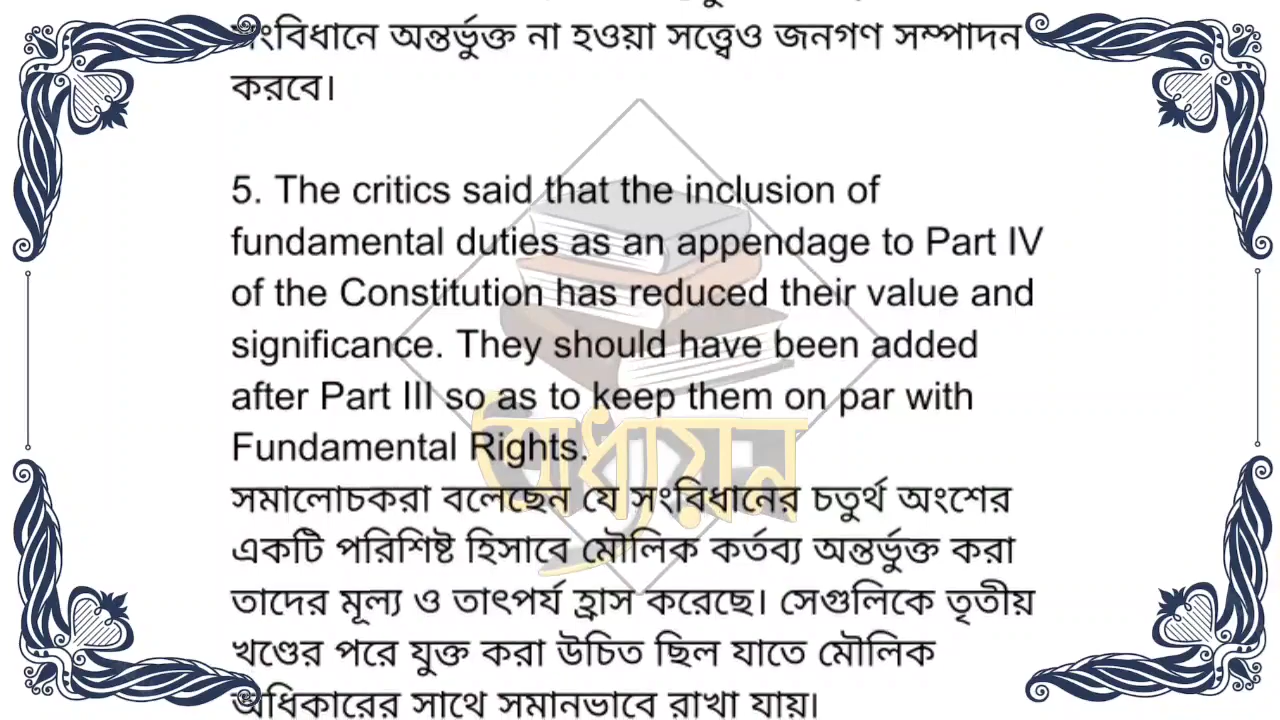 সংবিধানে অন্তর্ভুক্ত না হওয়া সত্ত্বেও জনগণ সম্পাদন
করবে।
5. The critics said that the inclusion of
fundamental duties as an appendage to Part IV
of the Constitution has reduced their value and
significance. They should have been added
after Part III so as to keep them on par with
Fundamental Rights.
অধ্যয়ন
সমালোচকরা বলেছেন যে সংবিধানের চতুর্থ অংশের
একটি পরিশিষ্ট হিসাবে মৌলিক কর্তব্য অন্তর্ভুক্ত করা
তাদের মূল্য ও তাৎপর্য হ্রাস করেছে। সেগুলিকে তৃতীয়
খণ্ডের পরে যুক্ত করা উচিত ছিল যাতে মৌলিক
অধিকারের সাথে সমানভাবে রাখা যায়।